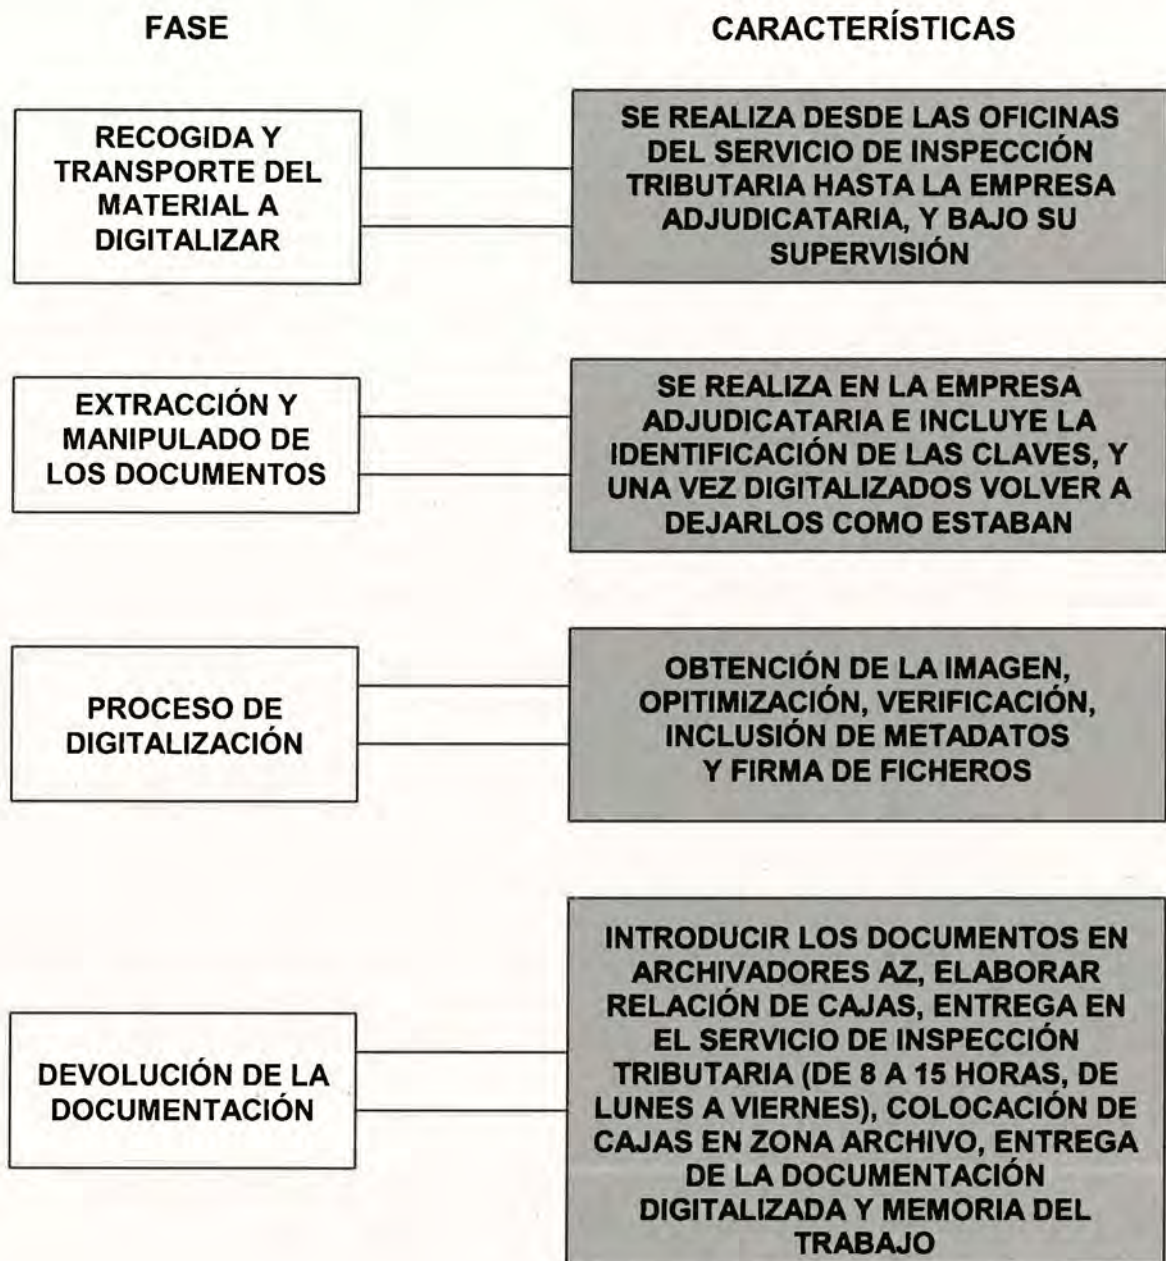 FASE
CARACTERÍSTICAS
RECOGIDA Y
TRANSPORTE DEL
MATERIAL A
DIGITALIZAR
SE REALIZA DESDE LAS OFICINAS
DEL SERVICIO DE INSPECCIÓN
TRIBUTARIA HASTA LA EMPRESA
ADJUDICATARIA, Y BAJO SU
SUPERVISIÓN
EXTRACCIÓN Y
MANIPULADO DE
LOS DOCUMENTOS
SE REALIZA EN LA EMPRESA
ADJUDICATARIA E INCLUYE LA
IDENTIFICACIÓN DE LAS CLAVES, Y
UNA VEZ DIGITALIZADOS VOLVER A
DEJARLOS COMO ESTABAN
PROCESO DE
DIGITALIZACIÓN
OBTENCIÓN DE LA IMAGEN,
OPITIMIZACIÓN, VERIFICACIÓN,
INCLUSIÓN DE METADATOS
Y FIRMA DE FICHEROS
DEVOLUCIÓN DE LA
DOCUMENTACIÓN
INTRODUCIR LOS DOCUMENTOS EN
ARCHIVADORES AZ, ELABORAR
RELACIÓN DE CAJAS, ENTREGA EN
EL SERVICIO DE INSPECCIÓN
TRIBUTARIA (DE 8 A 15 HORAS, DE
LUNES A VIERNES), COLOCACIÓN DE
CAJAS EN ZONA ARCHIVO, ENTREGA
DE LA DOCUMENTACIÓN
DIGITALIZADA Y MEMORIA DEL
TRABAJO